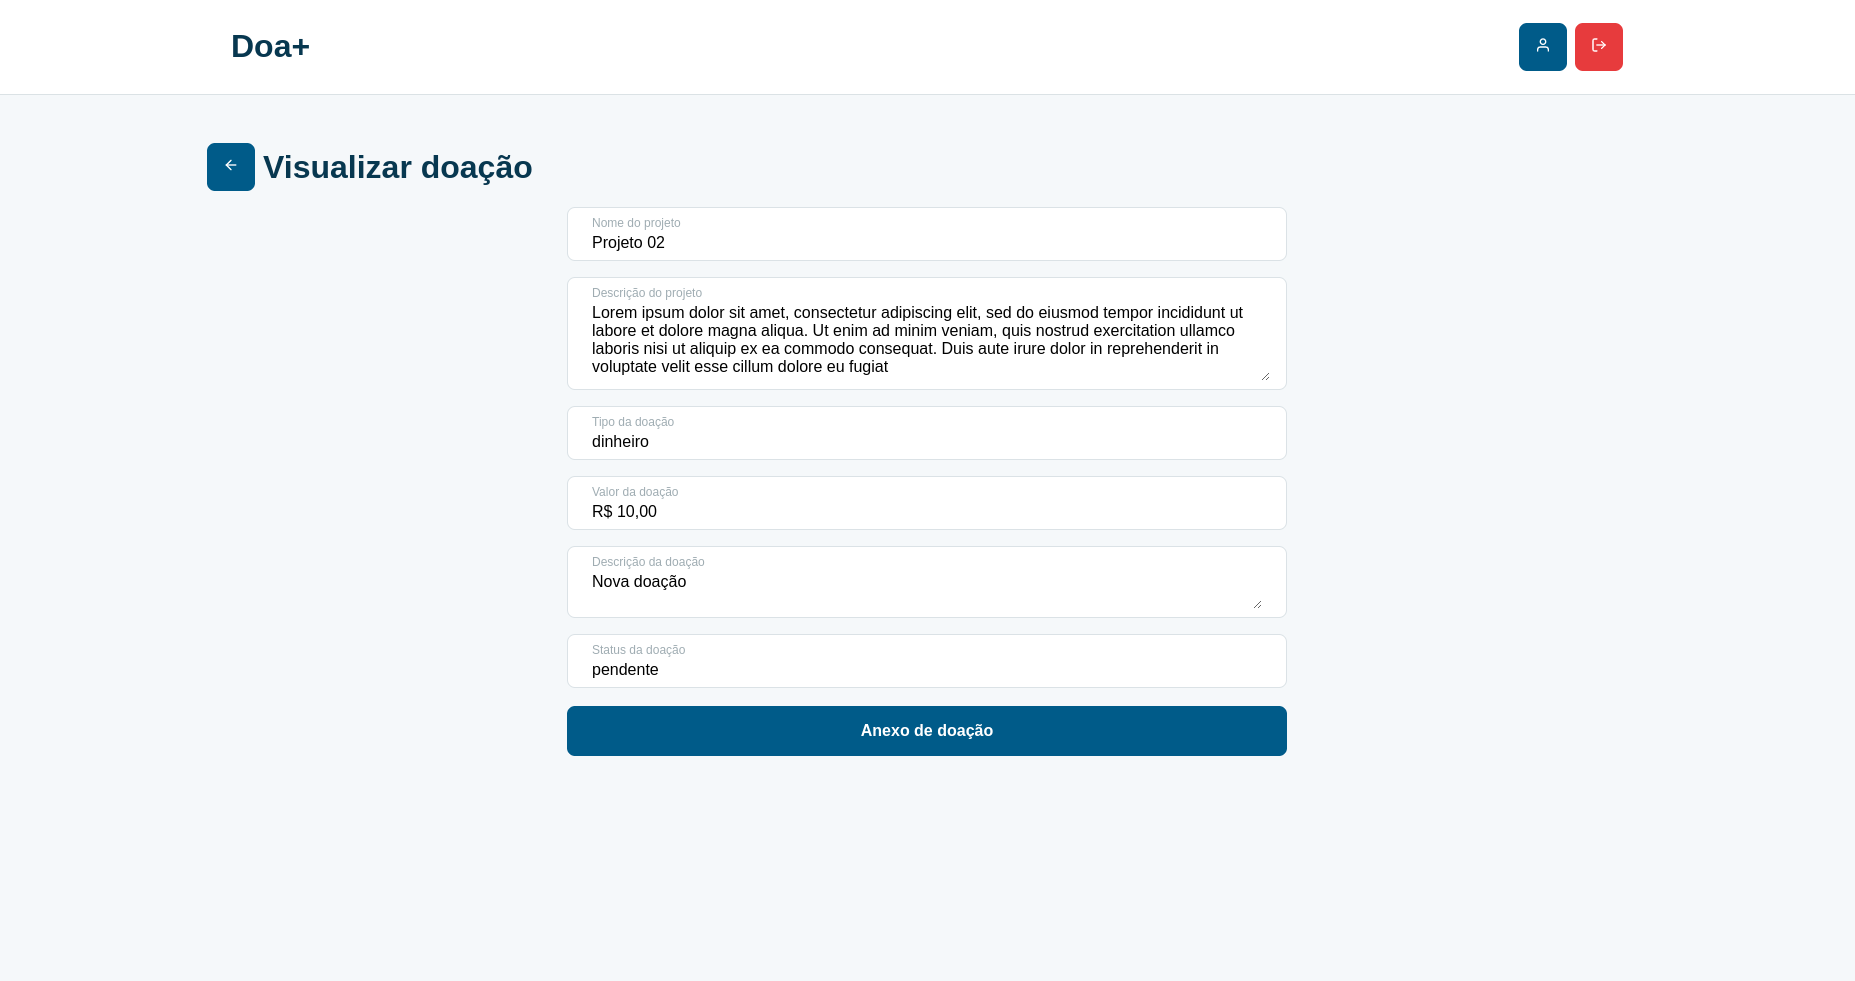 Doa+
Visualizar doação
Nome do projeto
Projeto 02
Descrição do projeto
Lorem ipsum dolor sit amet, consectetur adipiscing elit, sed do eiusmod tempor incididunt ut
labore et dolore magna aliqua. Ut enim ad minim veniam, quis nostrud exercitation ullamco
laboris nisi ut aliquip ex ea commodo consequat. Duis aute irure dolor in reprehenderit in
voluptate velit esse cillum dolore eu fugiat
Tipo da doação
dinheiro
Valor da doação
R$ 10,00
Descrição da doação
Nova doação
Status da doação
pendente
Anexo de doação